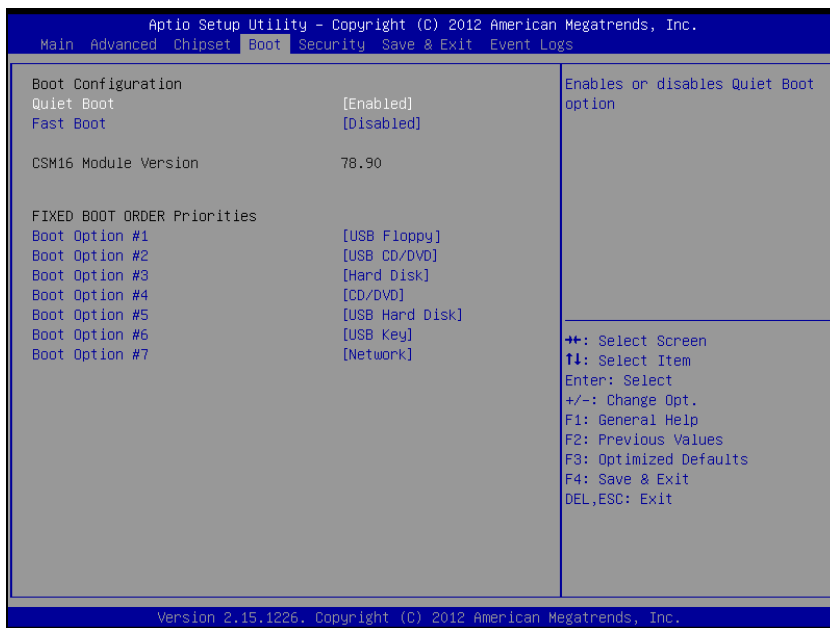 Aptio Setup Utility – Copyright (C) 2012 American Megatrends, Inc.
Main Advanced Chipset Boot Security Save & Exit Event Logs
Boot Configuration
Quiet Boot [Enabled]
Fast Boot [Disabled]
CSM16 Module Version 78.90
FIXED BOOT ORDER Priorities
Boot Option #1 [USB Floppy]
Boot Option #2 [USB CD/DVD]
Boot Option #3 [Hard Disk]
Boot Option #4 [CD/DVD]
Boot Option #5 [USB Hard Disk]
Boot Option #6 [USB Key]
Boot Option #7 [Network]
Enables or disables Quiet Boot
option
→←: Select Screen
↑↓: Select Item
Enter: Select
+/-: Change Opt.
F1: General Help
F2: Previous Values
F3: Optimized Defaults
F4: Save & Exit
DEL,ESC: Exit
Version 2.15.1226. Copyright (C) 2012 American Megatrends, Inc.